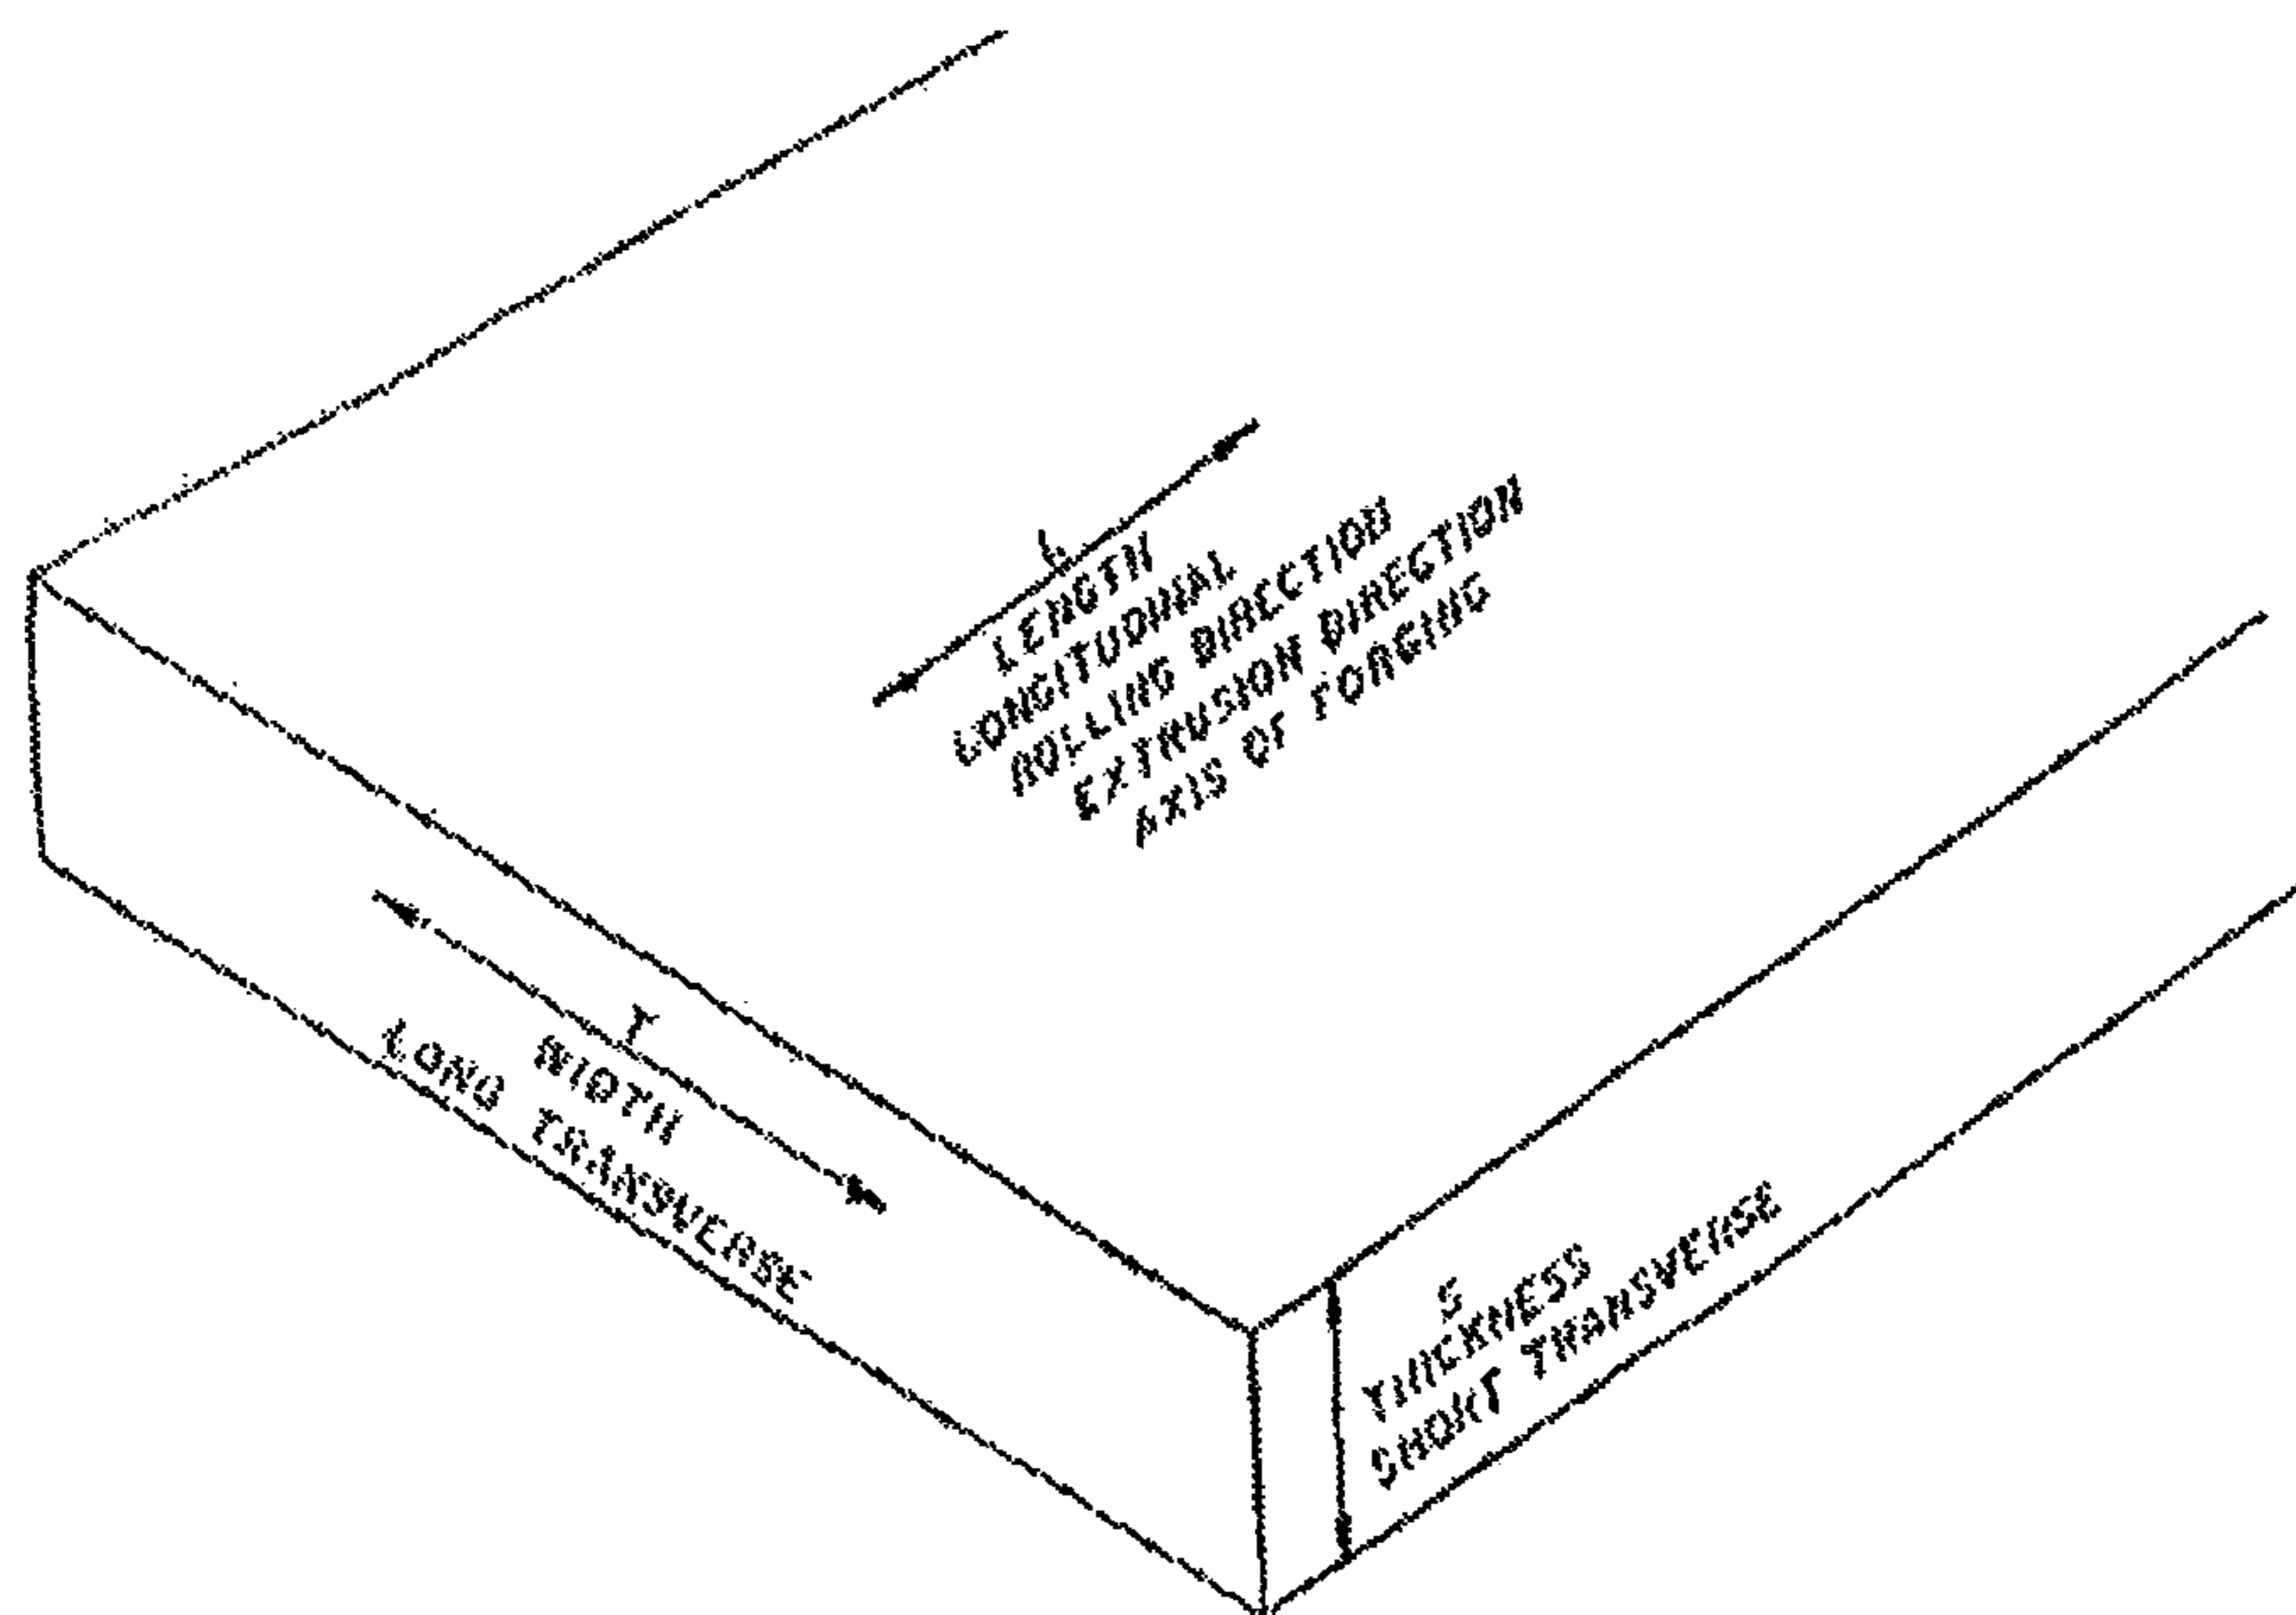 L
LENGTH
LONGITUDINAL
ROLLING DIRECTION
EXTRUSION DIRECTION
AXIS OF FORGING
T
WIDTH
LONG TRANSVERSE
S
THICKNESS
SHORT TRANSVERSE